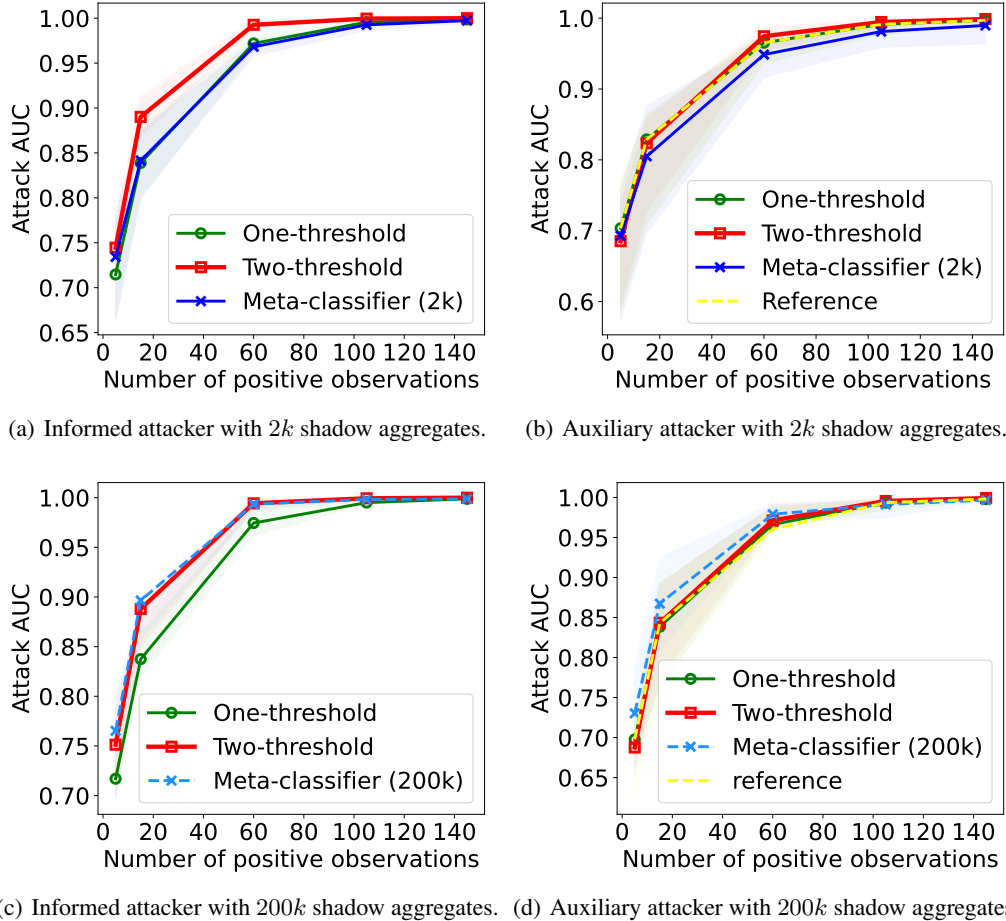 1.00
0.95
0.90
0.85
0.80
0.75
0.70
0.65
Attack AUC
One-threshold
Two-threshold
Meta-classifier (2k)
0 20 40 60 80 100 120 140
Number of positive observations
(a) Informed attacker with 2k shadow aggregates.
1.0
0.9
0.8
0.7
0.6
Attack AUC
One-threshold
Two-threshold
Meta-classifier (2k)
Reference
0 20 40 60 80 100 120 140
Number of positive observations
(b) Auxiliary attacker with 2k shadow aggregates.
1.00
0.95
0.90
0.85
0.80
0.75
0.70
Attack AUC
One-threshold
Two-threshold
Meta-classifier (200k)
0 20 40 60 80 100 120 140
Number of positive observations
c) Informed attacker with 200k shadow aggregates.
1.00
0.95
0.90
0.85
0.80
0.75
0.70
0.65
Attack AUC
One-threshold
Two-threshold
Meta-classifier (200k)
reference
0 20 40 60 80 100 120 140
Number of positive observations
(d) Auxiliary attacker with 200k shadow aggregate